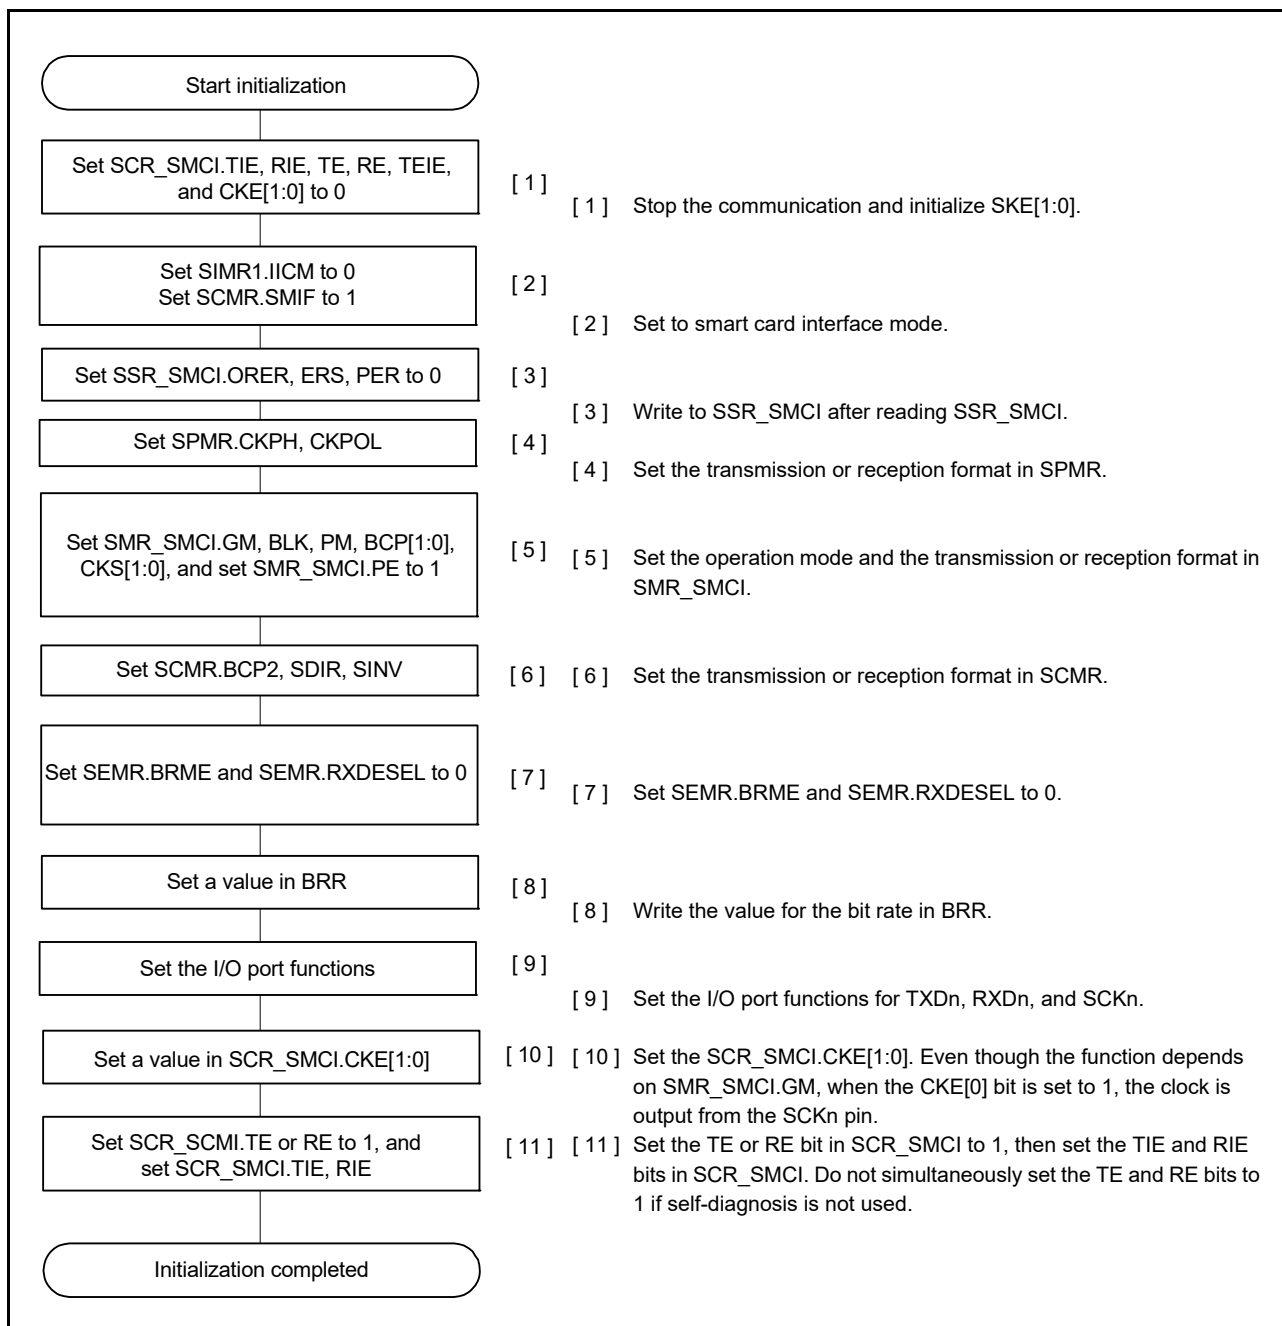 Start initialization
Set SCR_SMCI.TIE, RIE, TE, RE, TEIE,
and CKE[1:0] to 0
[ 1 ]
[ 1 ] Stop the communication and initialize SKE[1:0].
Set SIMR1.IICM to 0
Set SCMR.SMIF to 1
[ 2 ]
[ 2 ] Set to smart card interface mode.
Set SSR_SMCI.ORER, ERS, PER to 0
[ 3 ]
[ 3 ] Write to SSR_SMCI after reading SSR_SMCI.
Set SPMR.CKPH, CKPOL
[ 4 ]
[ 4 ] Set the transmission or reception format in SPMR.
Set SMR_SMCI.GM, BLK, PM, BCP[1:0],
CKS[1:0], and set SMR_SMCI.PE to 1
[ 5 ]
[ 5 ] Set the operation mode and the transmission or reception format in
SMR_SMCI.
Set SCMR.BCP2, SDIR, SINV
[ 6 ]
[ 6 ] Set the transmission or reception format in SCMR.
Set SEMR.BRME and SEMR.RXDESEL to 0
[ 7 ]
[ 7 ] Set SEMR.BRME and SEMR.RXDESEL to 0.
Set a value in BRR
[ 8 ]
[ 8 ] Write the value for the bit rate in BRR.
Set the I/O port functions
[ 9 ]
[ 9 ] Set the I/O port functions for TXDn, RXDn, and SCKn.
Set a value in SCR_SMCI.CKE[1:0]
[ 10 ]
[ 10 ] Set the SCR_SMCI.CKE[1:0]. Even though the function depends
on SMR_SMCI.GM, when the CKE[0] bit is set to 1, the clock is
output from the SCKn pin.
Set SCR_SCMI.TE or RE to 1, and
set SCR_SMCI.TIE, RIE
[ 11 ]
[ 11 ] Set the TE or RE bit in SCR_SMCI to 1, then set the TIE and RIE
bits in SCR_SMCI. Do not simultaneously set the TE and RE bits to
1 if self-diagnosis is not used.
Initialization completed